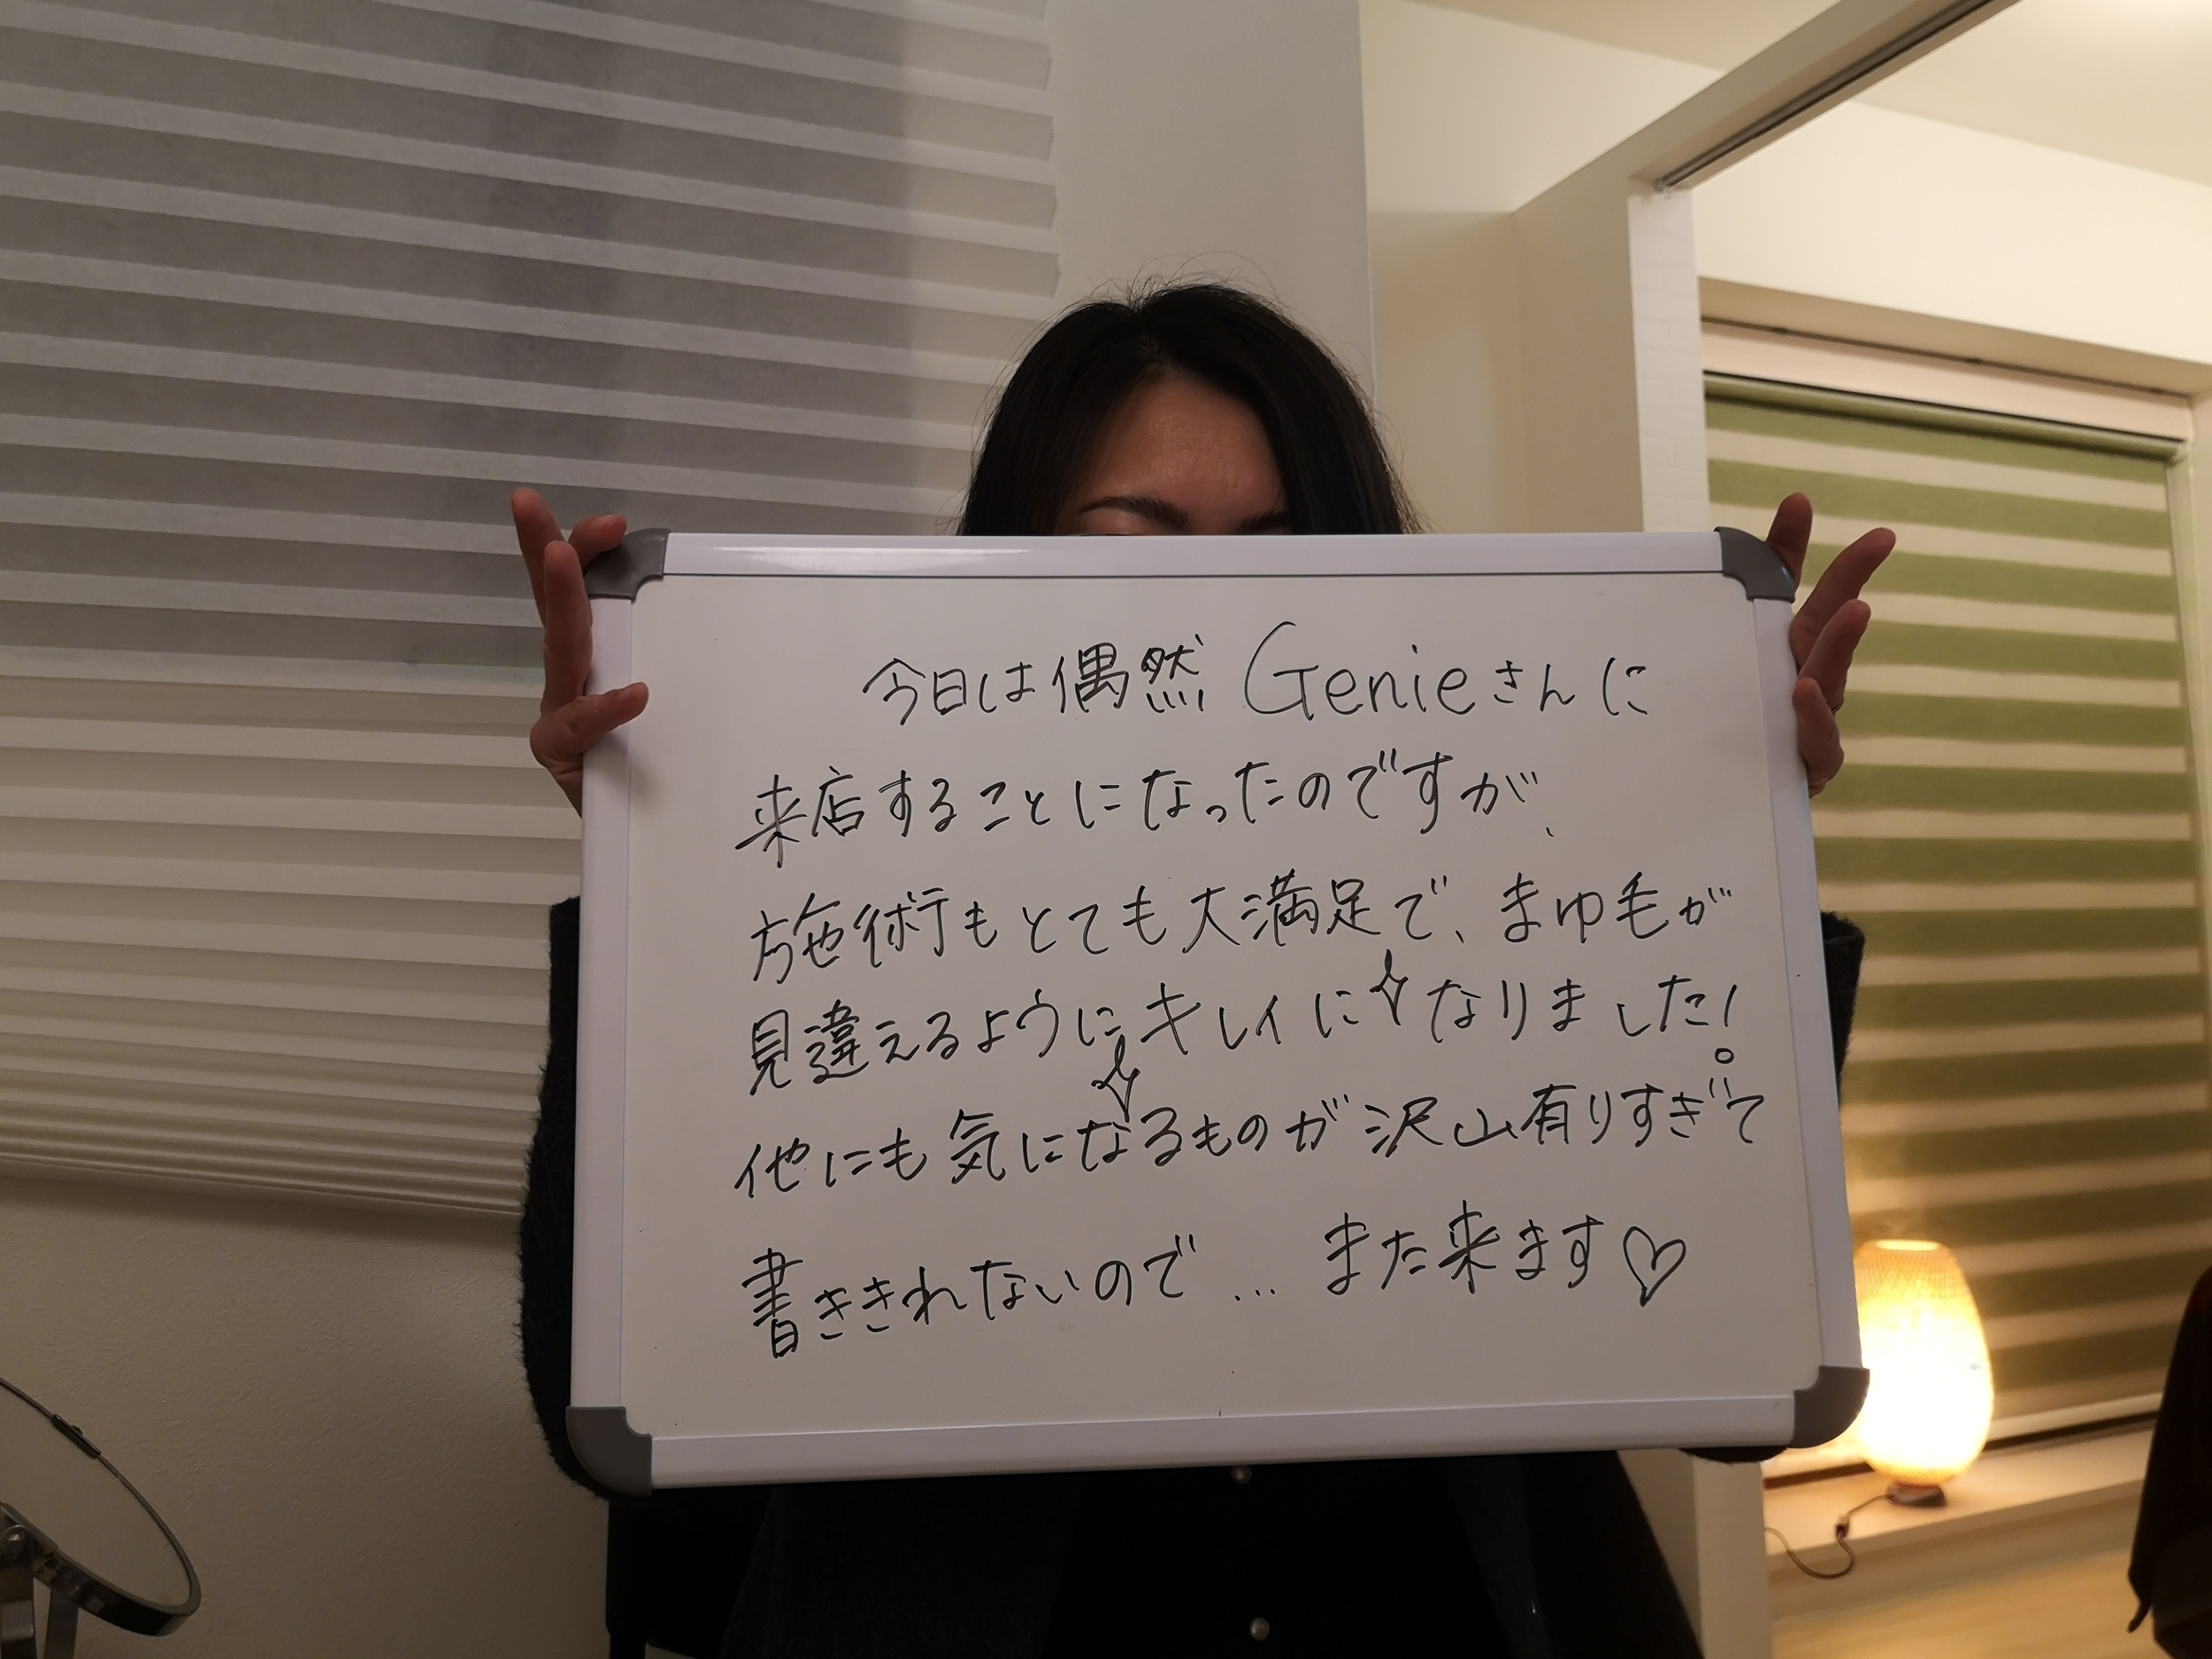 今日は偶然 Genieさんに
来店することになったのですが、
施術もとても大満足で、まゆ毛が
見違えるようにキレイになりました!
他にも気になるものが沢山有りすぎて
書ききれないので… また来ます♡